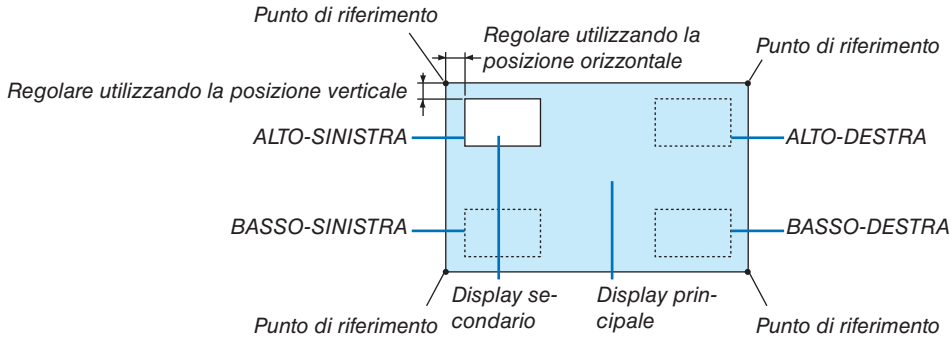 Punto di riferimento
Regolare utilizzando la
posizione orizzontale
Punto di riferimento
Regolare utilizzando la posizione verticale
ALTO-SINISTRA
ALTO-DESTRA
BASSO-SINISTRA
BASSO-DESTRA
Display se-
condario
Display prin-
cipale
Punto di riferimento
Punto di riferimento